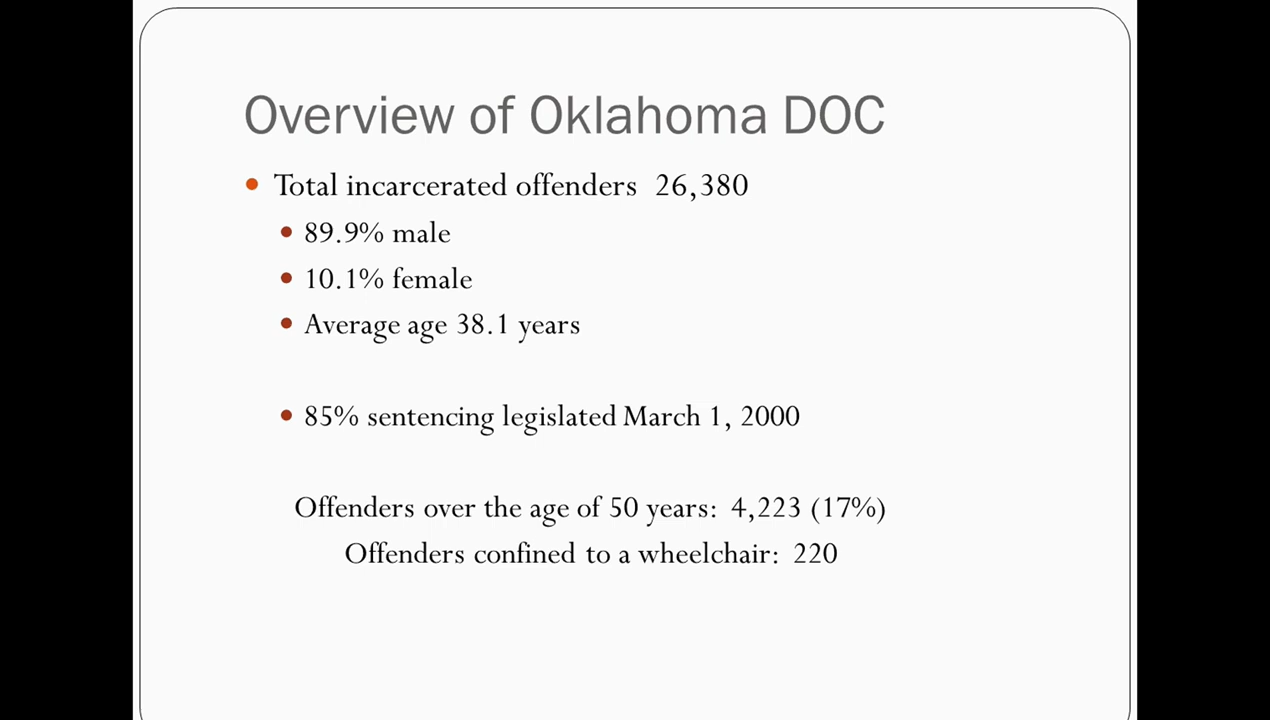 Overview of Oklahoma DOC
• Total incarcerated offenders 26,380
• 89.9% male
• 10.1% female
• Average age 38.1 years
• 85% sentencing legislated March 1, 2000
Offenders over the age of 50 years: 4,223 (17%)
Offenders confined to a wheelchair: 220